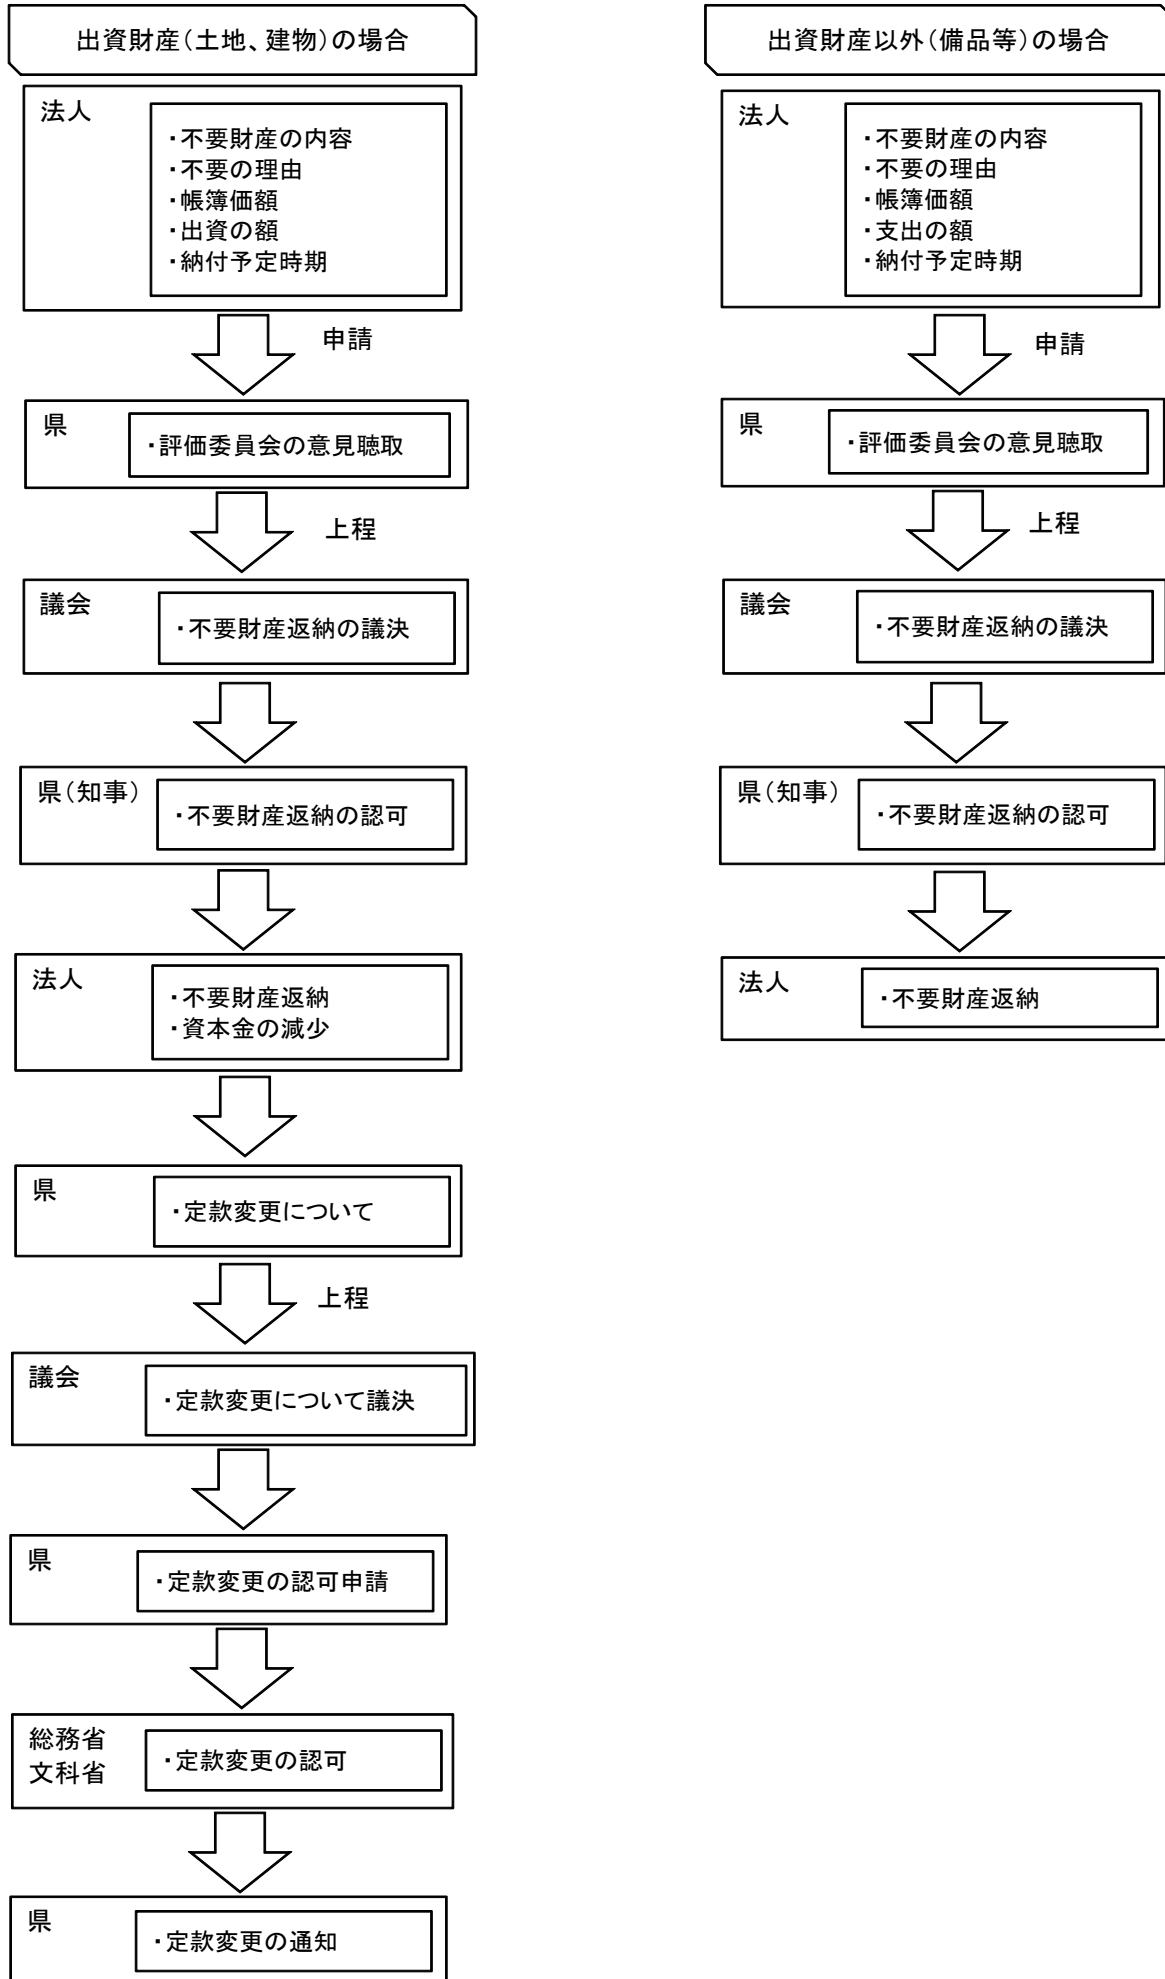 出資財産(土地、建物)の場合
法人
・不要財産の内容
・不要の理由
・帳簿価額
・出資の額
・納付予定時期
申請
県
・評価委員会の意見聴取
上程
議会
・不要財産返納の議決
県(知事)
・不要財産返納の認可
法人
・不要財産返納
・資本金の減少
県
・定款変更について
上程
議会
・定款変更について議決
県
・定款変更の認可申請
総務省
文科省
・定款変更の認可
県
・定款変更の通知
出資財産以外(備品等)の場合
法人
・不要財産の内容
・不要の理由
・帳簿価額
・支出の額
・納付予定時期
申請
県
・評価委員会の意見聴取
上程
議会
・不要財産返納の議決
県(知事)
・不要財産返納の認可
法人
・不要財産返納